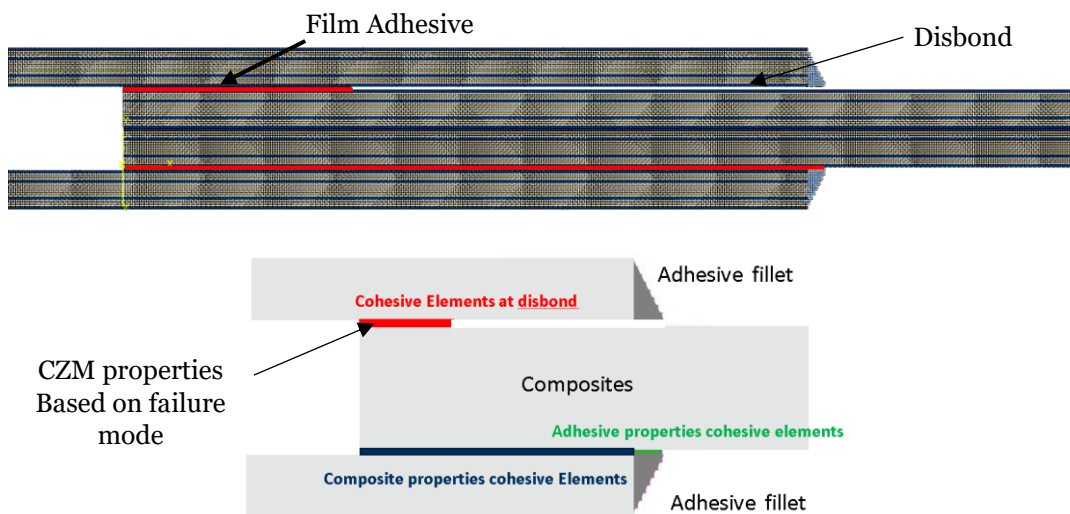 Film Adhesive
Disbond
Adhesive fillet
Cohesive Elements at disbond
CZM properties
Based on failure
mode
Composites
Adhesive properties cohesive elements
Composite properties cohesive Elements
Adhesive fillet